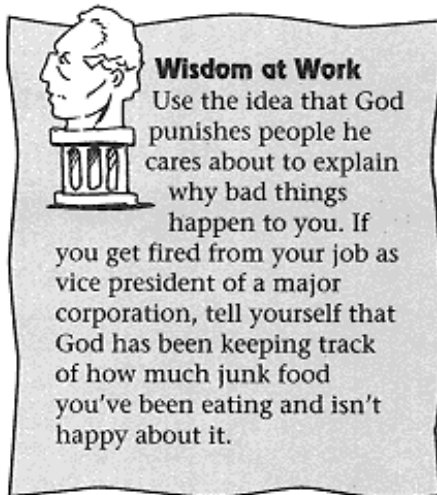 Wisdom at Work
Use the idea that God
punishes people he
cares about to explain
why bad things
happen to you. If
you get fired from your job as
vice president of a major
corporation, tell yourself that
God has been keeping track
of how much junk food
you've been eating and isn't
happy about it.